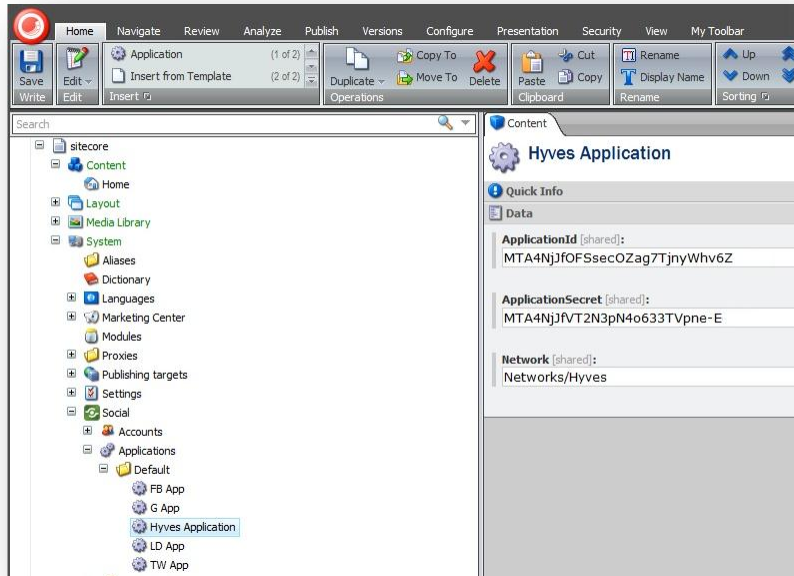 Home Navigate Review Analyze Publish Versions Configure Presentation Security View My Toolbar
Save
Write
Edit
Edit
Application (1 of 2)
Insert from Template (2 of 2)
Insert
Duplicate
Copy To
Move To
Delete
Operations
Paste
Cut
Copy
Clipboard
Rename
Display Name
Rename
Up
Down
Sorting
Search
sitecore
Content
Home
Layout
Media Library
System
Aliases
Dictionary
Languages
Marketing Center
Modules
Proxies
Publishing targets
Settings
Social
Accounts
Applications
Default
FB App
G App
Hyves Application
LD App
TW App
Content
Hyves Application
Quick Info
Data
ApplicationId [shared]:
MTA4NjJfOFSsecOZag7TjnyWhv6Z
ApplicationSecret [shared]:
MTA4NjJfVT2N3pN4o633TVpne-E
Network [shared]:
Networks/Hyves